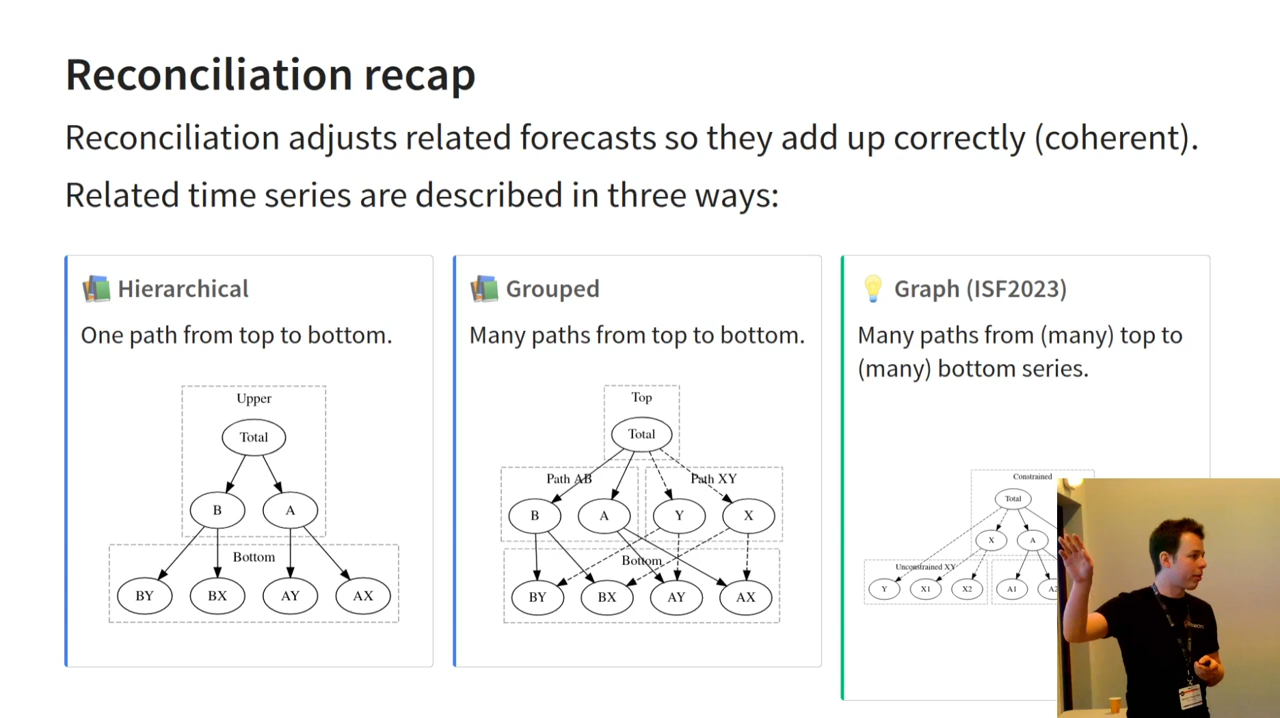 Reconciliation recap
Reconciliation adjusts related forecasts so they add up correctly (coherent).
Related time series are described in three ways:
Hierarchical
One path from top to bottom.
Upper
Total
B A
Bottom
BY BX AY AX
Grouped
Many paths from top to bottom.
Top
Total
Path AB Path XY
B A Y X
Bottom
BY BX AY AX
Graph (ISF2023)
Many paths from (many) top to
(many) bottom series.
Constrained
Total
X A
Unconstrained XY
Y X1 X2 A1